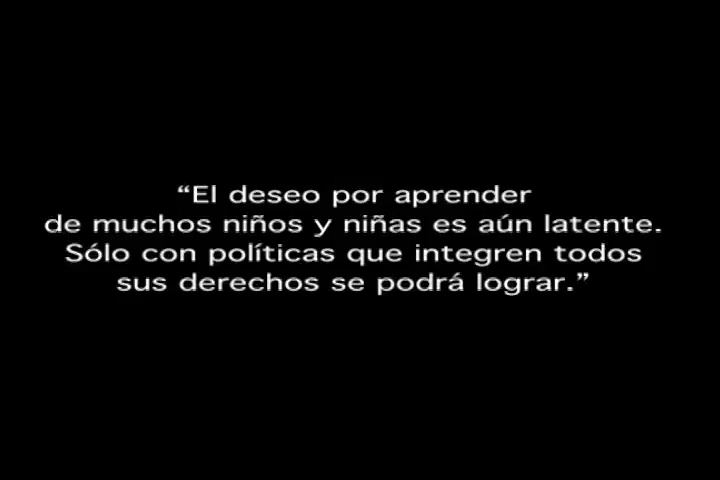 “El deseo por aprender
de muchos niños y niñas es aún latente.
Sólo con políticas que integren todos
sus derechos se podrá lograr.”